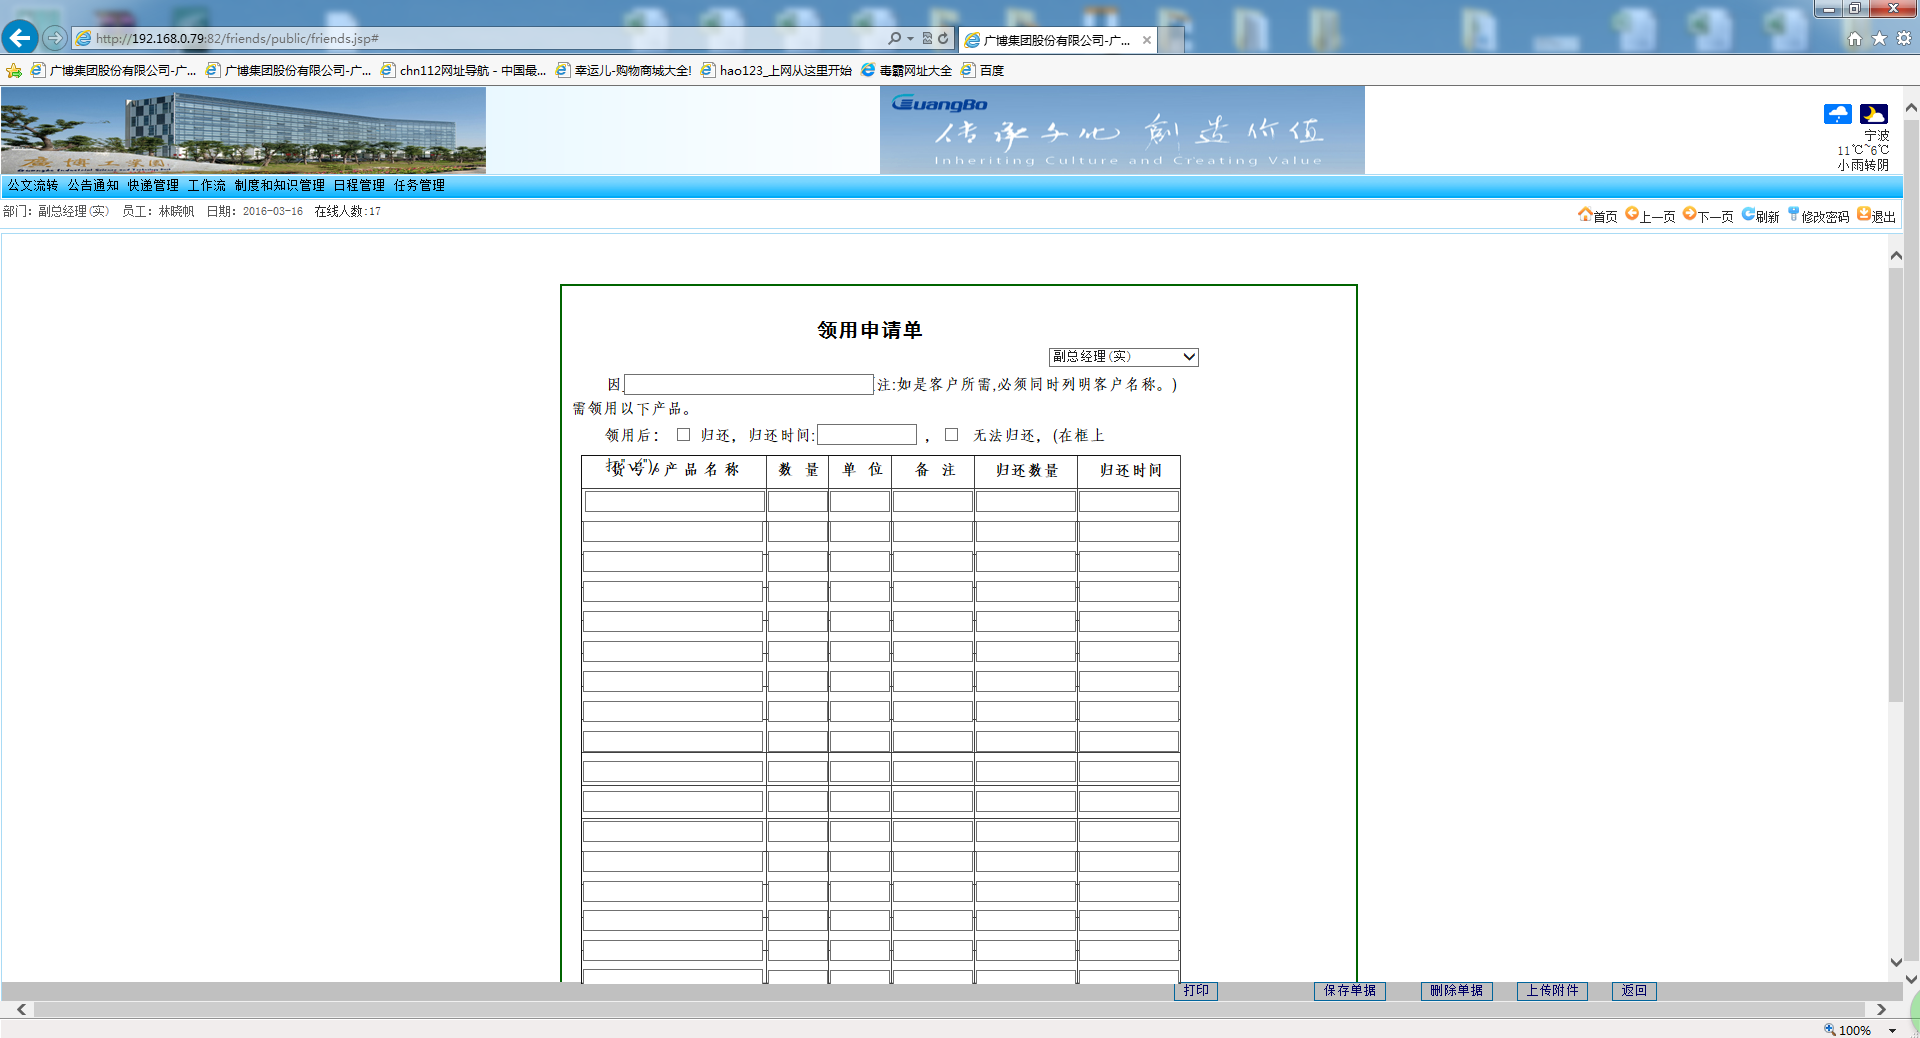 http://192.168.0.79:82/friends/public/friends.jsp#
广博集团股份有限公司-广...
广博集团股份有限公司-广...
广博集团股份有限公司-广...
chn112网址导航 - 中国最...
幸运儿-购物商城大全!
hao123_上网从这里开始
毒霸网址大全
百度
GuangBo
传承文化 創造价值
Inheriting Culture and Creating Value
广博工业园
宁波
11℃~6℃
小雨转阴
公文流转 公告通知 快递管理 工作流 制度和知识管理 日程管理 任务管理
部门: 副总经理(实) 员工: 林晓帆 日期: 2016-03-16 在线人数:17
首页 上一页 下一页 刷新 修改密码 退出
领用申请单
副总经理(实)
因 注:如是客户所需,必须同时列明客户名称。)
需领用以下产品。
领用后: 归还, 归还时间: , 无法归还, (在框上
货号/产品名称 数量 单位 备注 归还数量 归还时间
打印 保存单据 删除单据 上传附件 返回
100%